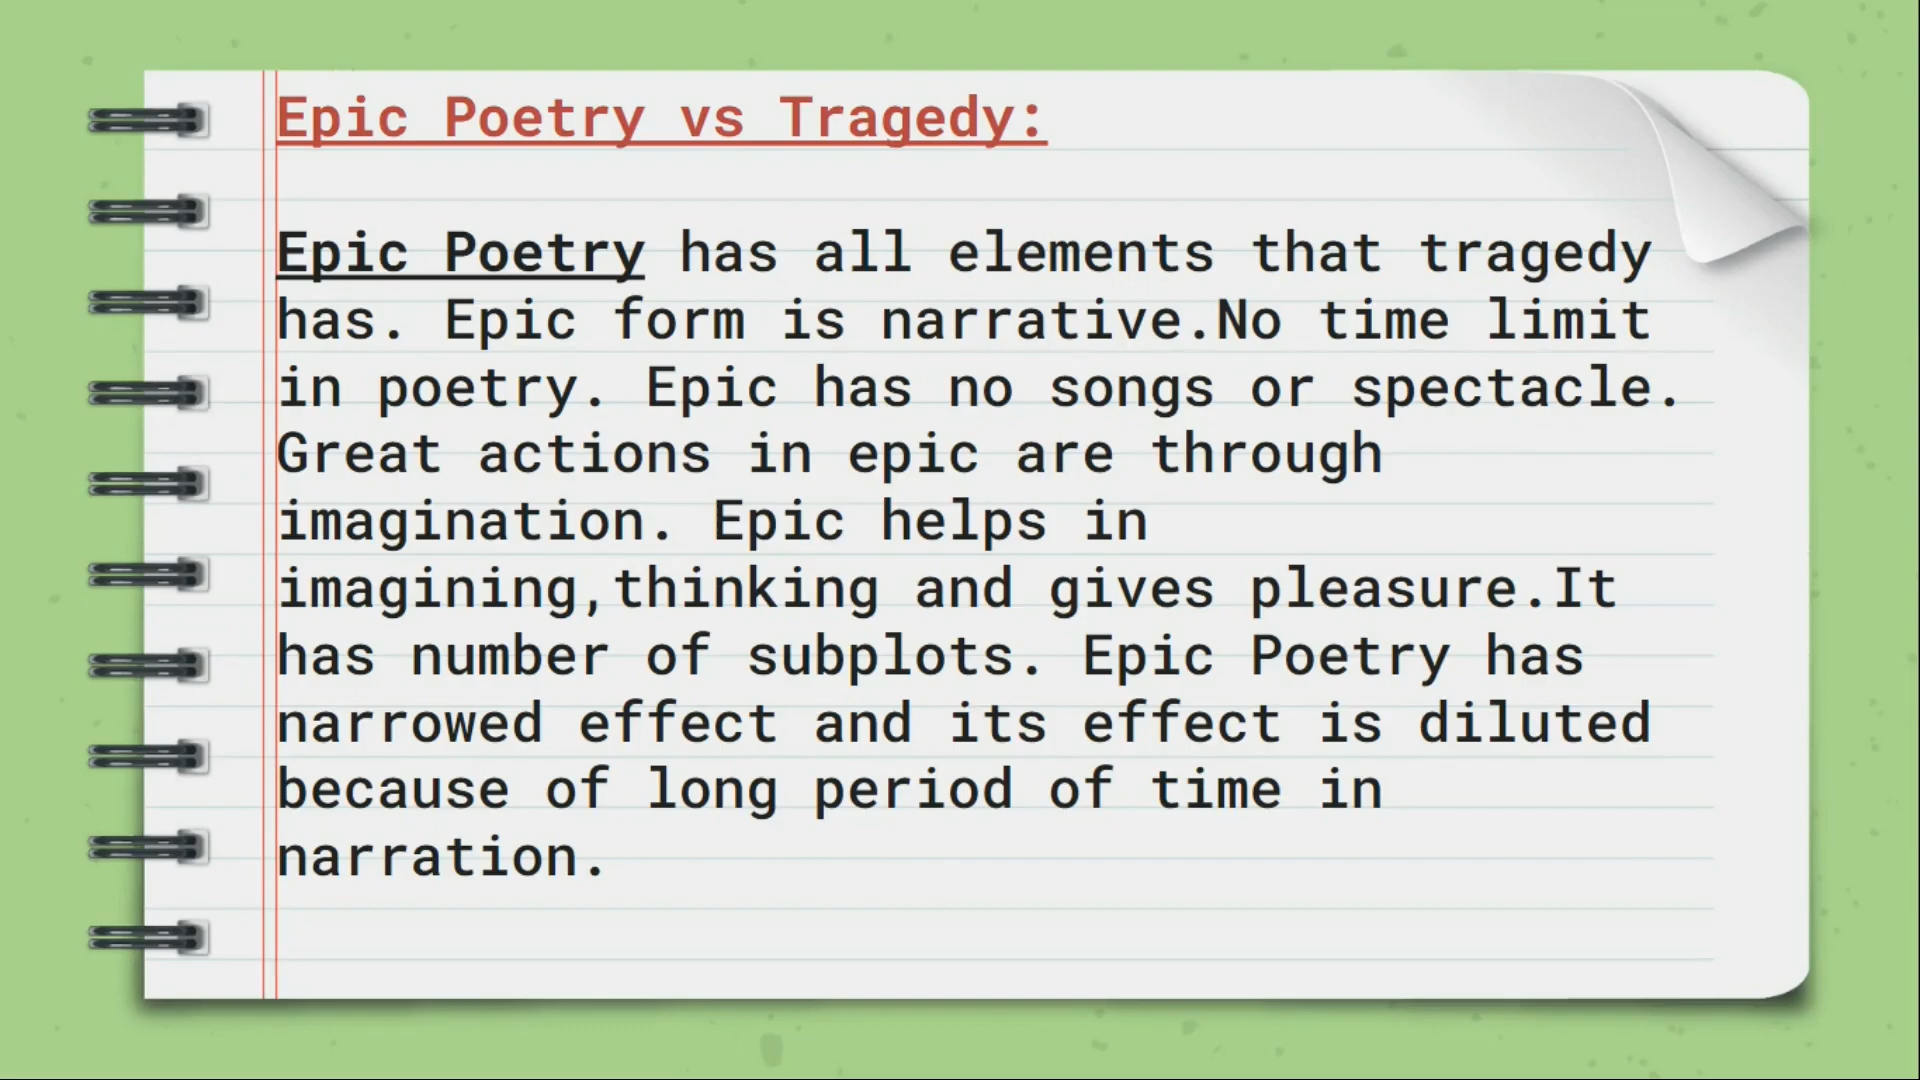 Epic Poetry vs Tragedy:
Epic Poetry has all elements that tragedy
has. Epic form is narrative.No time limit
in poetry. Epic has no songs or spectacle.
Great actions in epic are through
imagination. Epic helps in
imagining,thinking and gives pleasure.It
has number of subplots. Epic Poetry has
narrowed effect and its effect is diluted
because of long period of time in
narration.